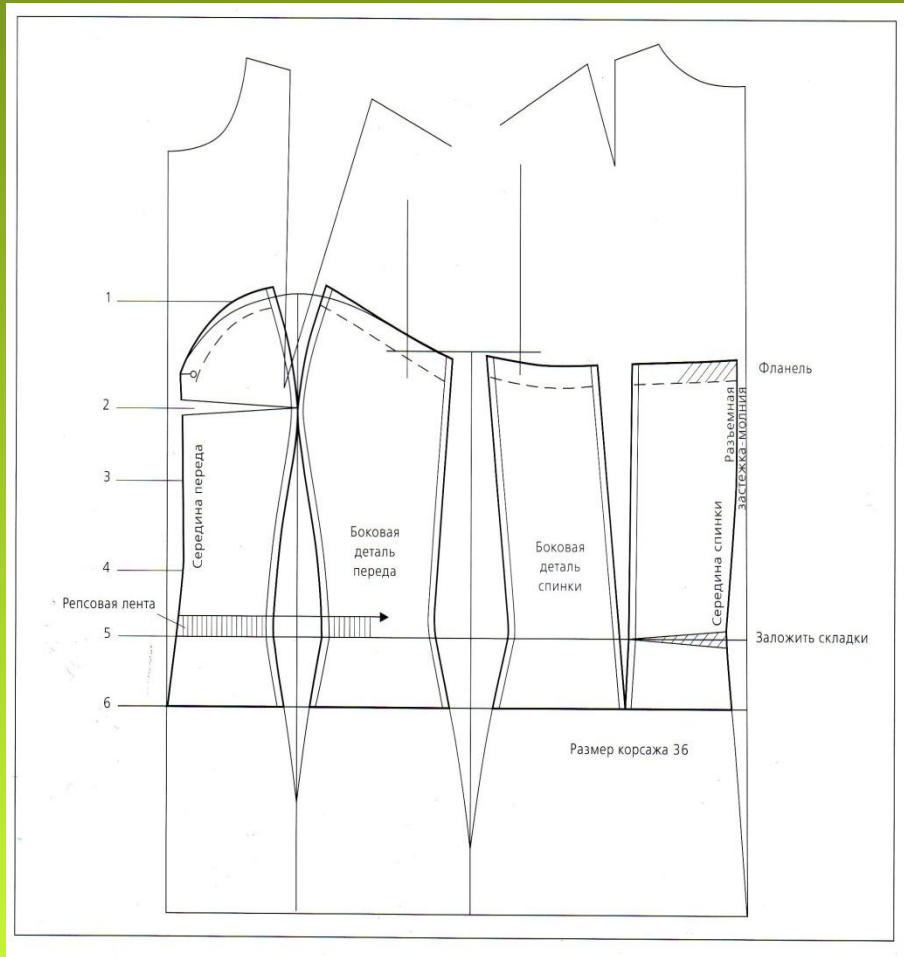 1
Фланель
2
Разъемная
застежка-молния
3
Середина переда
4
Боковая
деталь
переда
Боковая
деталь
спинки
Середина спинки
Репсовая лента
5
Заложить складки
6
Размер корсажа 36